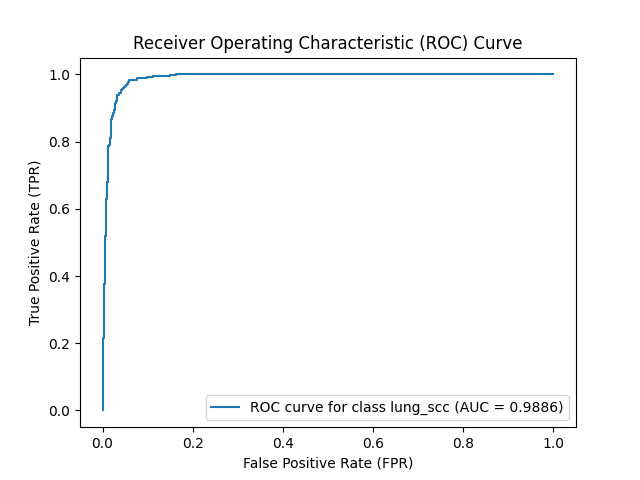 Receiver Operating Characteristic (ROC) Curve
1.0
0.8
0.6
0.4
0.2
0.0
True Positive Rate (TPR)
ROC curve for class lung_scc (AUC = 0.9886)
0.0 0.2 0.4 0.6 0.8 1.0
False Positive Rate (FPR)